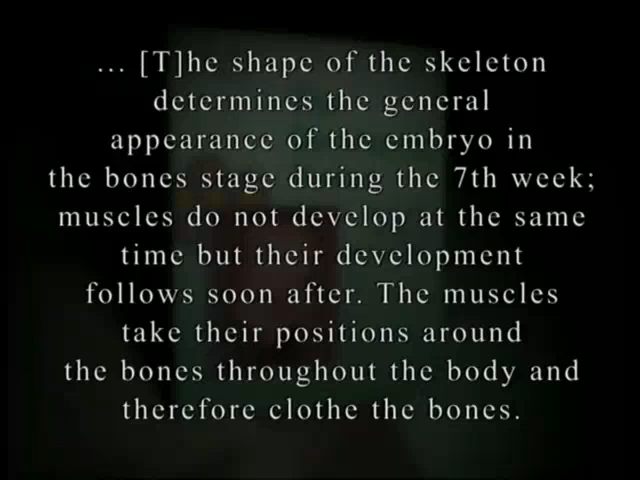 ... [T]he shape of the skeleton
determines the general
appearance of the embryo in
the bones stage during the 7th week;
muscles do not develop at the same
time but their development
follows soon after. The muscles
take their positions around
the bones throughout the body and
therefore clothe the bones.